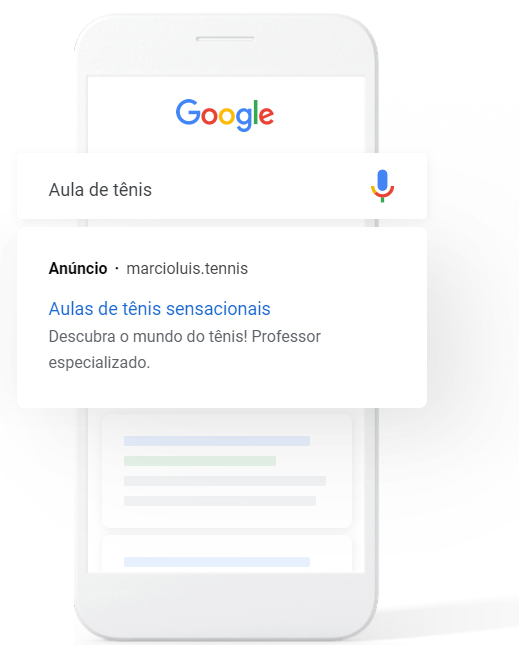 Google
Aula de tênis
Anúncio · marcioluis.tennis
Aulas de tênis sensacionais
Descubra o mundo do tênis! Professor
especializado.